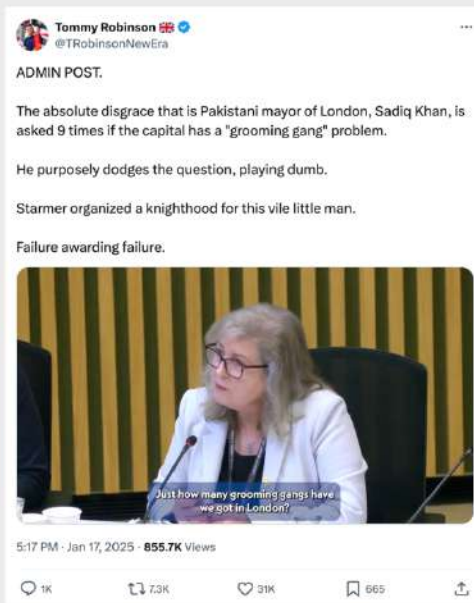 Tommy Robinson 🇬🇧
@TRobinsonNewEra
ADMIN POST.
The absolute disgrace that is Pakistani mayor of London, Sadiq Khan, is
asked 9 times if the capital has a "grooming gang" problem.
He purposely dodges the question, playing dumb.
Starmer organized a knighthood for this vile little man.
Failure awarding failure.
Just how many grooming gangs have
we got in London?
5:17 PM · Jan 17, 2025 · 855.7K Views
1K 7.3K 31K 665